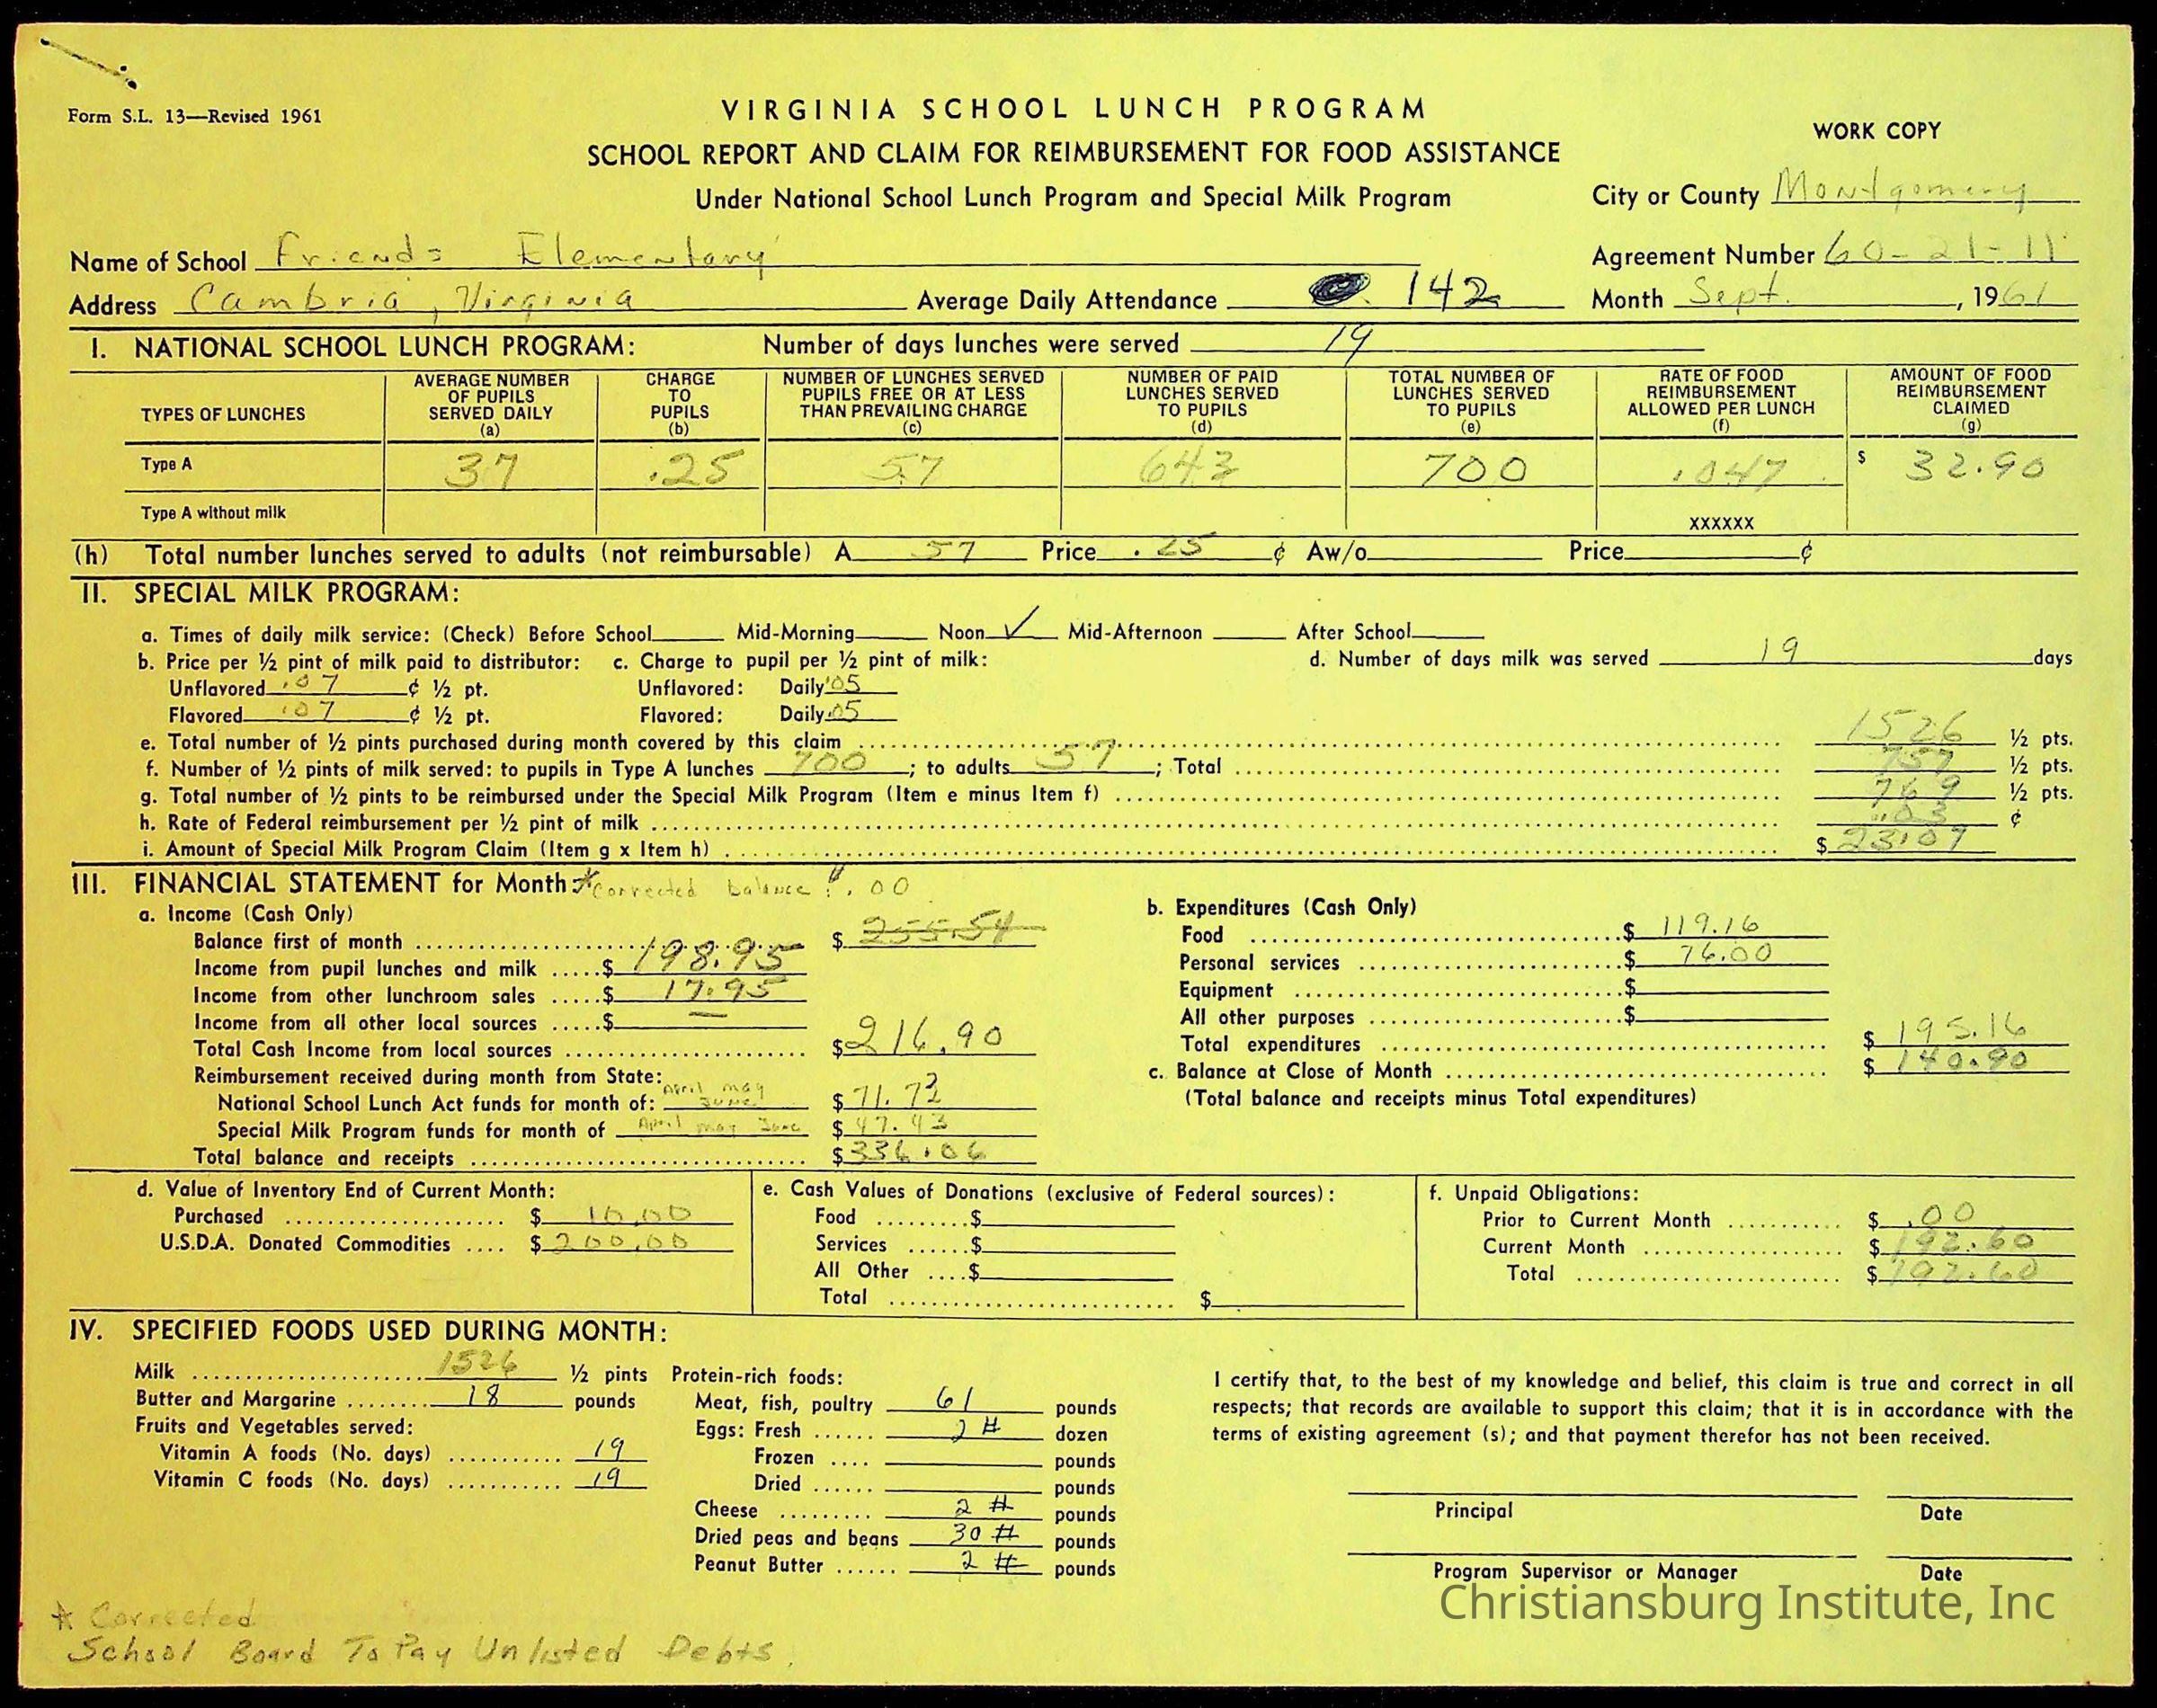 Form S.L. 13—Revised 1961
VIRGINIA SCHOOL LUNCH PROGRAM
WORK COPY
SCHOOL REPORT AND CLAIM FOR REIMBURSEMENT FOR FOOD ASSISTANCE
Under National School Lunch Program and Special Milk Program
City or County Montgomery
Name of School Friends Elementary
Agreement Number 60-21-11
Address Cambria, Virginia Average Daily Attendance 142 Month Sept., 1961
I. NATIONAL SCHOOL LUNCH PROGRAM: Number of days lunches were served 19
TYPES OF LUNCHES
AVERAGE NUMBER OF PUPILS SERVED DAILY (a)
CHARGE TO PUPILS (b)
NUMBER OF LUNCHES SERVED PUPILS FREE OR AT LESS THAN PREVAILING CHARGE (c)
NUMBER OF PAID LUNCHES SERVED TO PUPILS (d)
TOTAL NUMBER OF LUNCHES SERVED TO PUPILS (e)
RATE OF FOOD REIMBURSEMENT ALLOWED PER LUNCH (f)
AMOUNT OF FOOD REIMBURSEMENT CLAIMED (g)
Type A 37 .25 57 643 700 .047 $ 32.90
Type A without milk XXXXXX
(h) Total number lunches served to adults (not reimbursable) A 57 Price .25 ¢ Aw/o Price ¢
II. SPECIAL MILK PROGRAM:
a. Times of daily milk service: (Check) Before School Mid-Morning Noon ✓ Mid-Afternoon After School
b. Price per ½ pint of milk paid to distributor: c. Charge to pupil per ½ pint of milk: d. Number of days milk was served 19 days
Unflavored .07 ¢ ½ pt. Unflavored: Daily .05
Flavored .07 ¢ ½ pt. Flavored: Daily .05
e. Total number of ½ pints purchased during month covered by this claim 1526 ½ pts.
f. Number of ½ pints of milk served: to pupils in Type A lunches 700; to adults 57; Total 757 ½ pts.
g. Total number of ½ pints to be reimbursed under the Special Milk Program (Item e minus Item f) 769 ½ pts.
h. Rate of Federal reimbursement per ½ pint of milk .03 ¢
i. Amount of Special Milk Program Claim (Item g x Item h) $ 23.07
III. FINANCIAL STATEMENT for Month: *Corrected balance .00
a. Income (Cash Only)
Balance first of month $ 255.54
Income from pupil lunches and milk $ 198.95
Income from other lunchroom sales $ 17.95
Income from all other local sources $ —
Total Cash Income from local sources $ 216.90
Reimbursement received during month from State:
National School Lunch Act funds for month of: April May June $ 71.73
Special Milk Program funds for month of April May June $ 47.43
Total balance and receipts $ 336.06
b. Expenditures (Cash Only)
Food $ 119.16
Personal services $ 76.00
Equipment $
All other purposes $
Total expenditures $ 195.16
c. Balance at Close of Month $ 140.90
(Total balance and receipts minus Total expenditures)
d. Value of Inventory End of Current Month:
Purchased $ 10.00
U.S.D.A. Donated Commodities $ 200.00
e. Cash Values of Donations (exclusive of Federal sources):
Food $
Services $
All Other $
Total $
f. Unpaid Obligations:
Prior to Current Month $ .00
Current Month $ 192.60
Total $ 192.60
IV. SPECIFIED FOODS USED DURING MONTH:
Milk 1526 ½ pints
Butter and Margarine 18 pounds
Fruits and Vegetables served:
Vitamin A foods (No. days) 19
Vitamin C foods (No. days) 19
Protein-rich foods:
Meat, fish, poultry 61 pounds
Eggs: Fresh 2 # dozen
Frozen pounds
Dried pounds
Cheese 2 # pounds
Dried peas and beans 30 # pounds
Peanut Butter 2 # pounds
I certify that, to the best of my knowledge and belief, this claim is true and correct in all
respects; that records are available to support this claim; that it is in accordance with the
terms of existing agreement (s); and that payment therefor has not been received.
Principal Date
Program Supervisor or Manager Date
Christiansburg Institute, Inc
* Corrected
School Board To Pay Unlisted Debts.